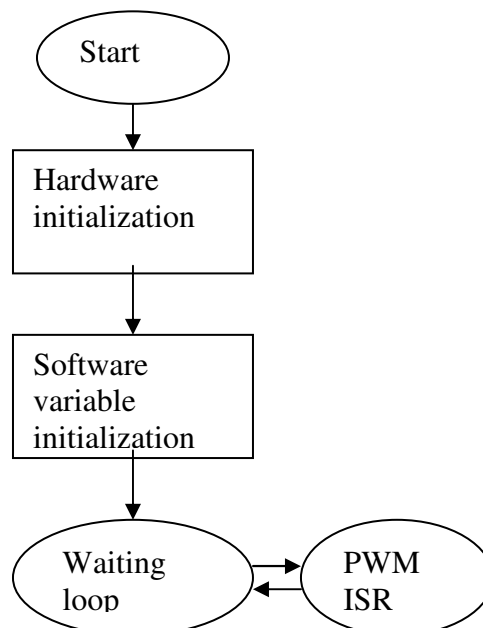 Start
Hardware
initialization
Software
variable
initialization
Waiting
loop
PWM
ISR